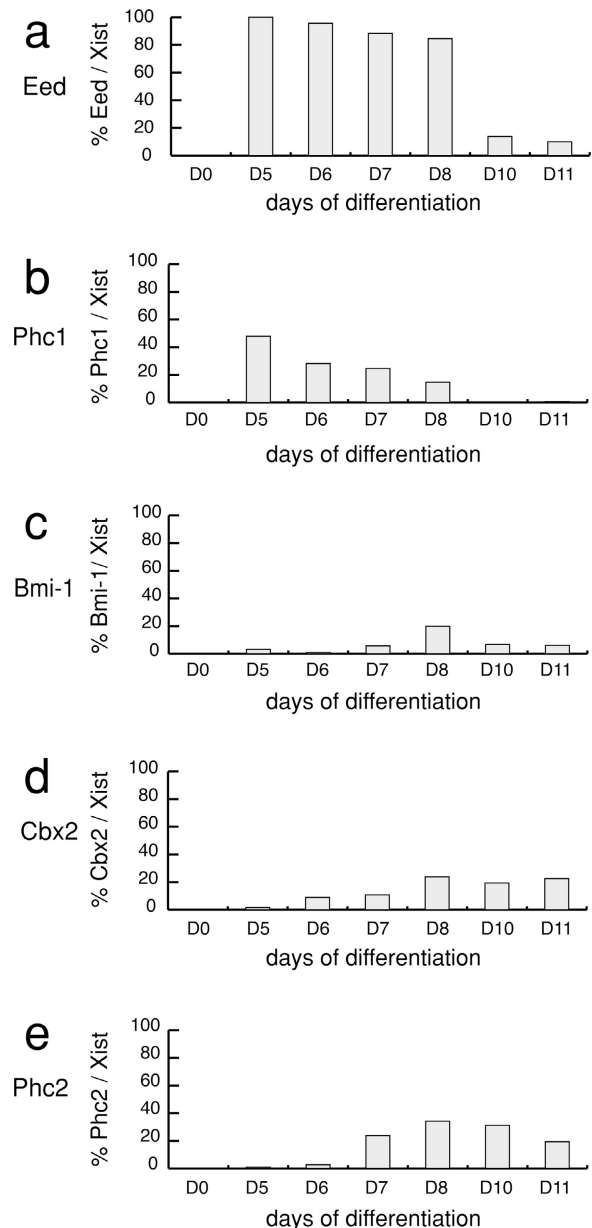 a
Eed
% Eed / Xist
100
80
60
40
20
0
D0 D5 D6 D7 D8 D10 D11
days of differentiation
b
Phc1
% Phc1 / Xist
100
80
60
40
20
0
D0 D5 D6 D7 D8 D10 D11
days of differentiation
c
Bmi-1
% Bmi-1/ Xist
100
80
60
40
20
0
D0 D5 D6 D7 D8 D10 D11
days of differentiation
d
Cbx2
% Cbx2 / Xist
100
80
60
40
20
0
D0 D5 D6 D7 D8 D10 D11
days of differentiation
e
Phc2
% Phc2 / Xist
100
80
60
40
20
0
D0 D5 D6 D7 D8 D10 D11
days of differentiation